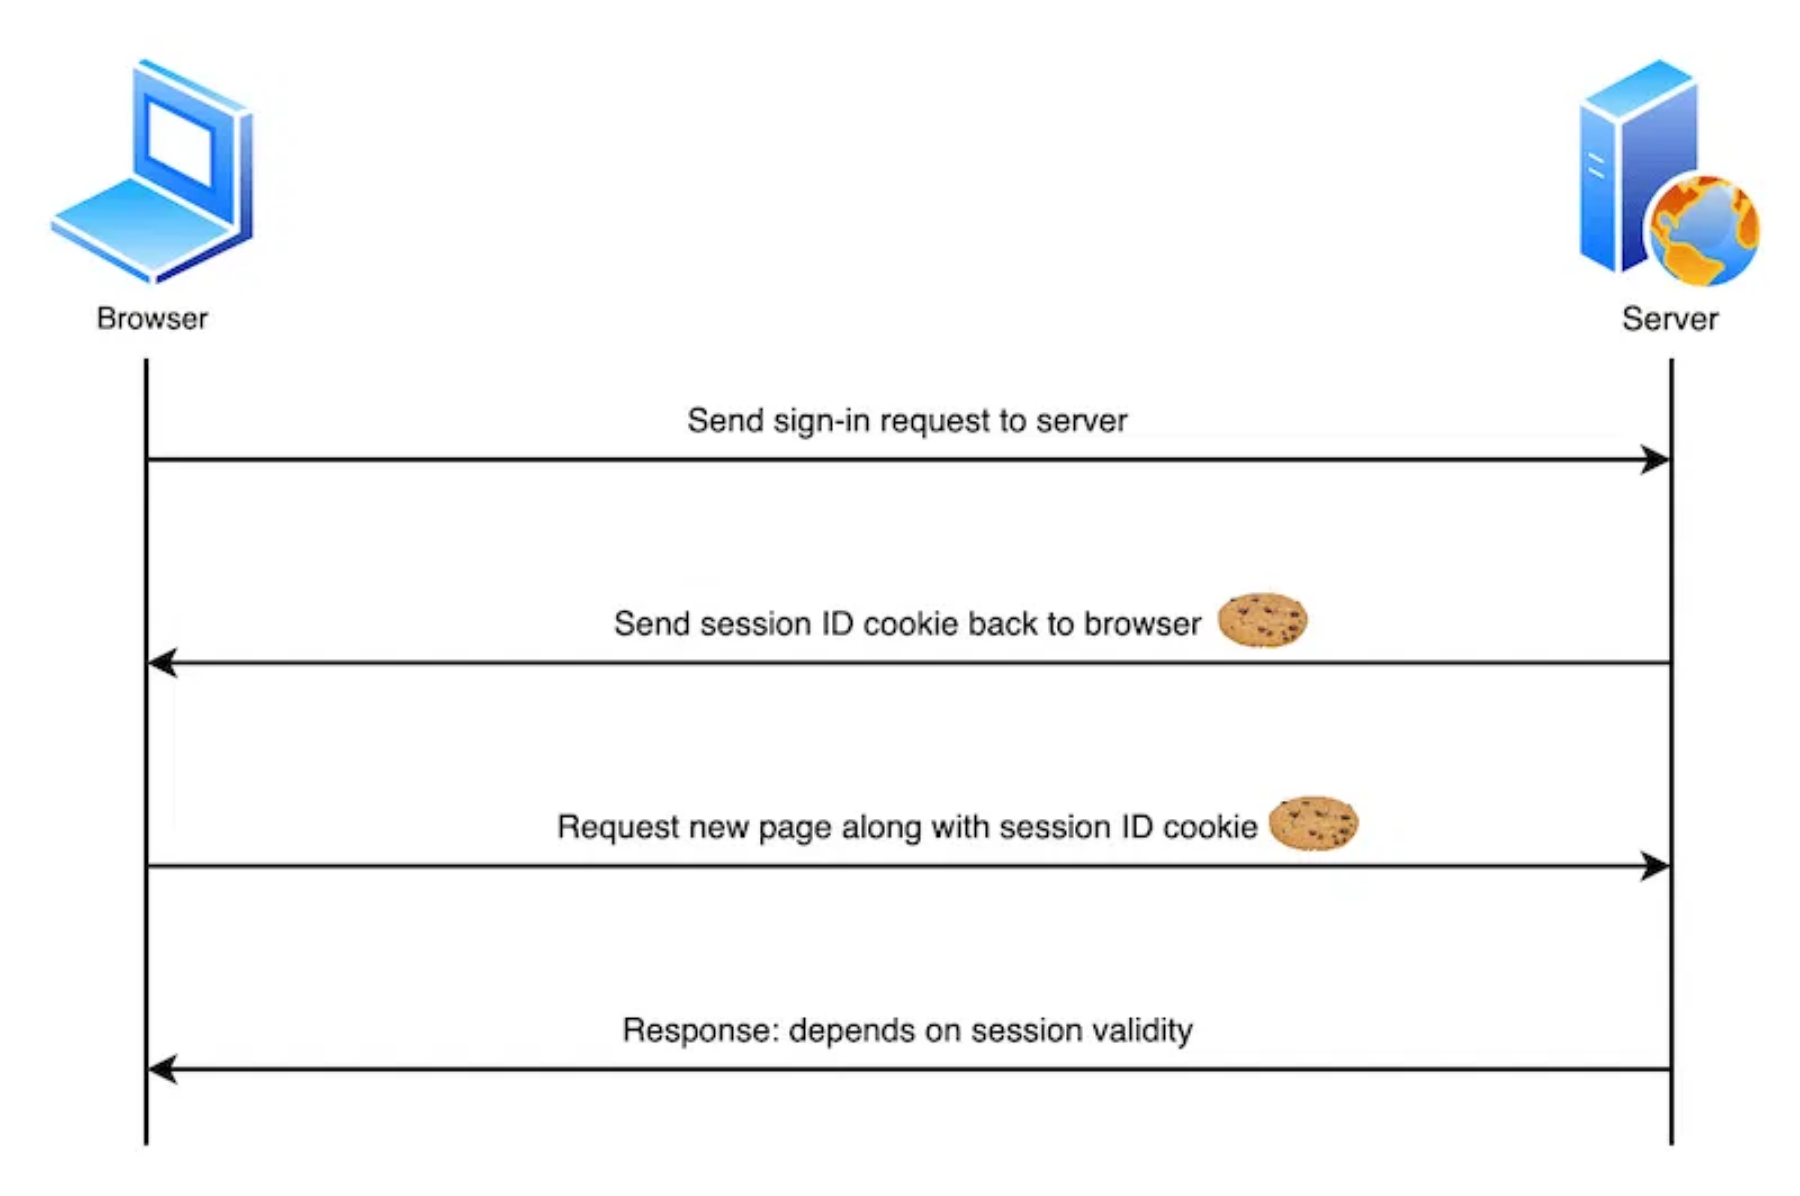 Browser
Server
Send sign-in request to server
Send session ID cookie back to browser
Request new page along with session ID cookie
Response: depends on session validity